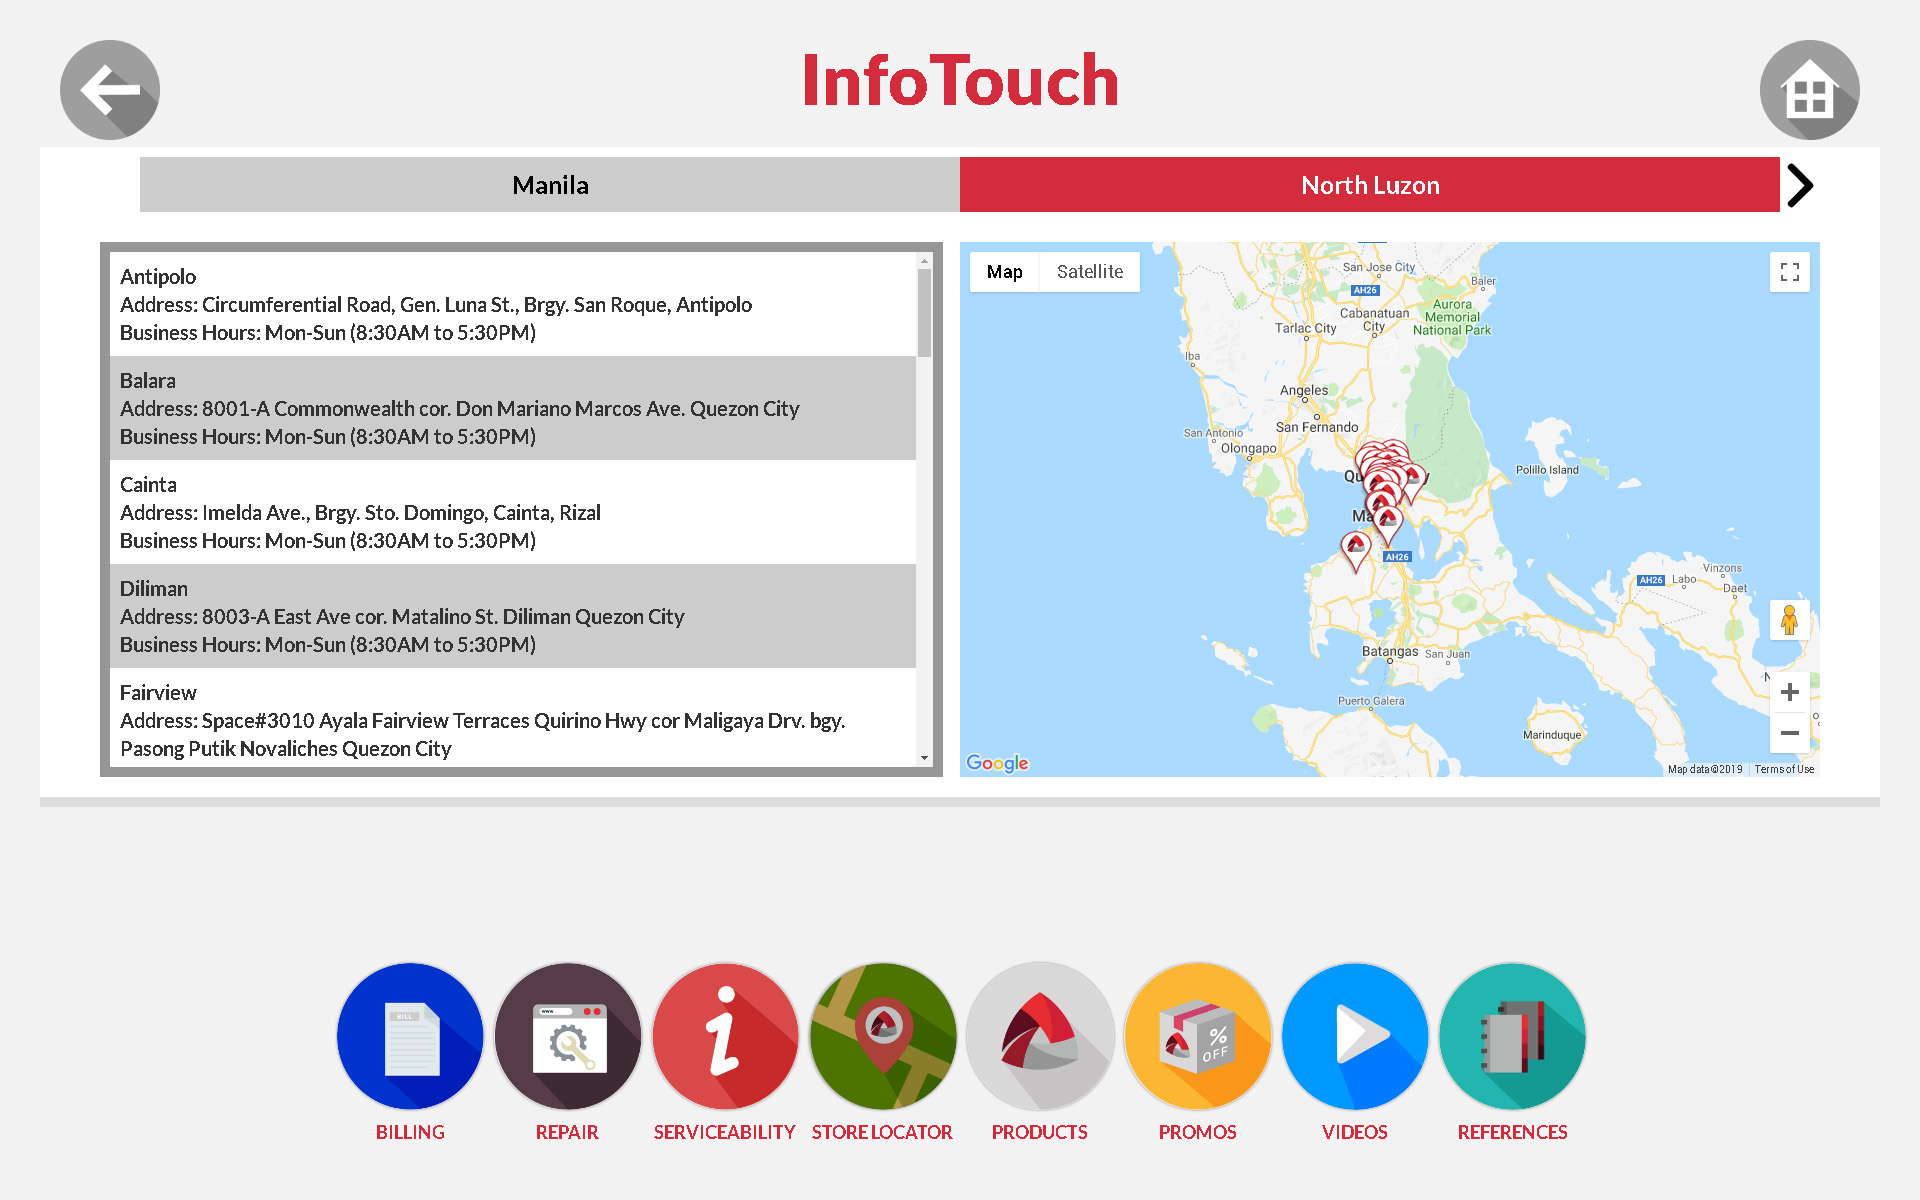 InfoTouch
Manila
North Luzon
Antipolo
Address: Circumferential Road, Gen. Luna St., Brgy. San Roque, Antipolo
Business Hours: Mon-Sun (8:30AM to 5:30PM)
Balara
Address: 8001-A Commonwealth cor. Don Mariano Marcos Ave. Quezon City
Business Hours: Mon-Sun (8:30AM to 5:30PM)
Cainta
Address: Imelda Ave., Brgy. Sto. Domingo, Cainta, Rizal
Business Hours: Mon-Sun (8:30AM to 5:30PM)
Diliman
Address: 8003-A East Ave cor. Matalino St. Diliman Quezon City
Business Hours: Mon-Sun (8:30AM to 5:30PM)
Fairview
Address: Space#3010 Ayala Fairview Terraces Quirino Hwy cor Maligaya Drv. bgy.
Pasong Putik Novaliches Quezon City
Map
Satellite
San Jose City
Baler
AH26
Aurora
Memorial
National Park
Cabanatuan
City
Tarlac City
Iba
Angeles
San Fernando
San Antonio
Olongapo
Polillo Island
AH26
AH26
Labo
Vinzons
Daet
Batangas
San Juan
Puerto Galera
Marinduque
Google
Map data ©2019
Terms of Use
BILL
www
% OFF
BILLING
REPAIR
SERVICEABILITY
STORE LOCATOR
PRODUCTS
PROMOS
VIDEOS
REFERENCES